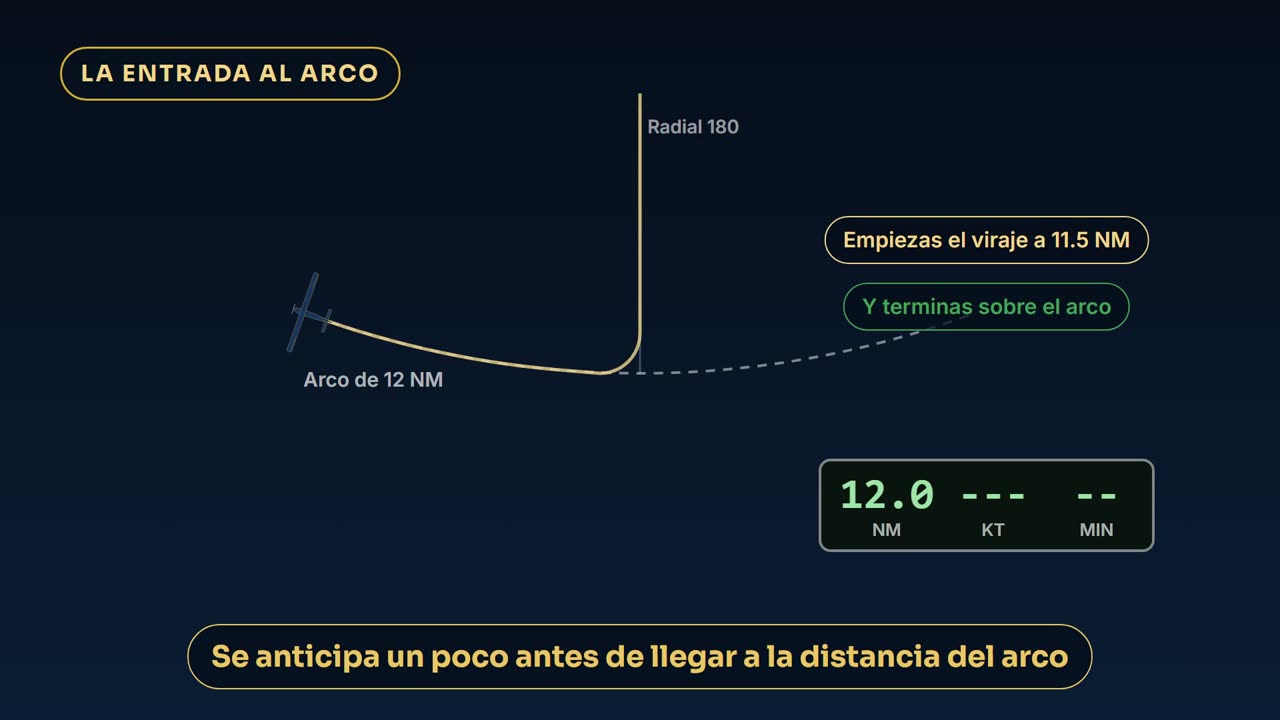 LA ENTRADA AL ARCO
Radial 180
Empiezas el viraje a 11.5 NM
Y terminas sobre el arco
Arco de 12 NM
12.0 --- --
NM KT MIN
Se anticipa un poco antes de llegar a la distancia del arco